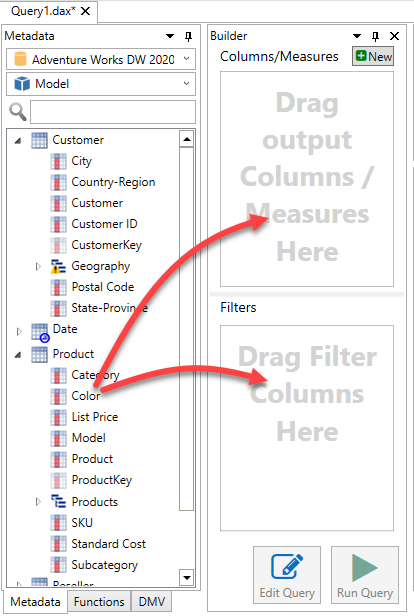 Query1.dax*
Metadata
Adventure Works DW 2020
Model
Customer
City
Country-Region
Customer
Customer ID
CustomerKey
Geography
Postal Code
State-Province
Date
Product
Category
Color
List Price
Model
Product
ProductKey
Products
SKU
Standard Cost
Subcategory
Reseller
Metadata
Functions
DMV
Builder
Columns/Measures
New
Drag
output
Columns /
Measures
Here
Filters
Drag Filter
Columns
Here
Edit Query
Run Query